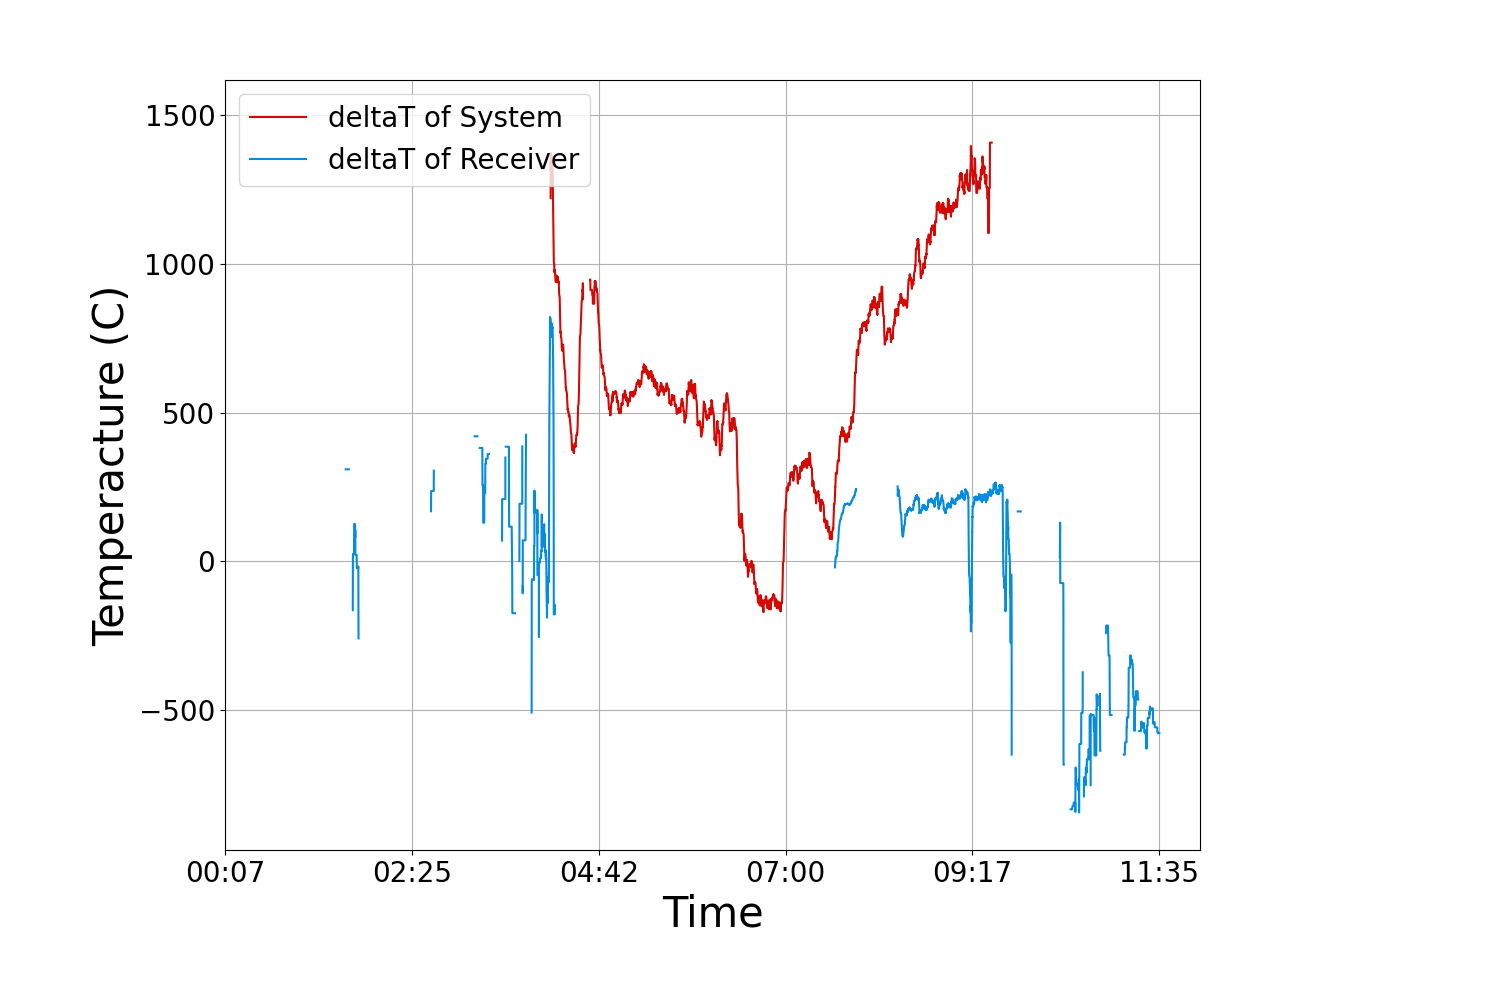 deltaT of System
deltaT of Receiver
1500
1000
500
0
−500
Temperacture (C)
00:07 02:25 04:42 07:00 09:17 11:35
Time